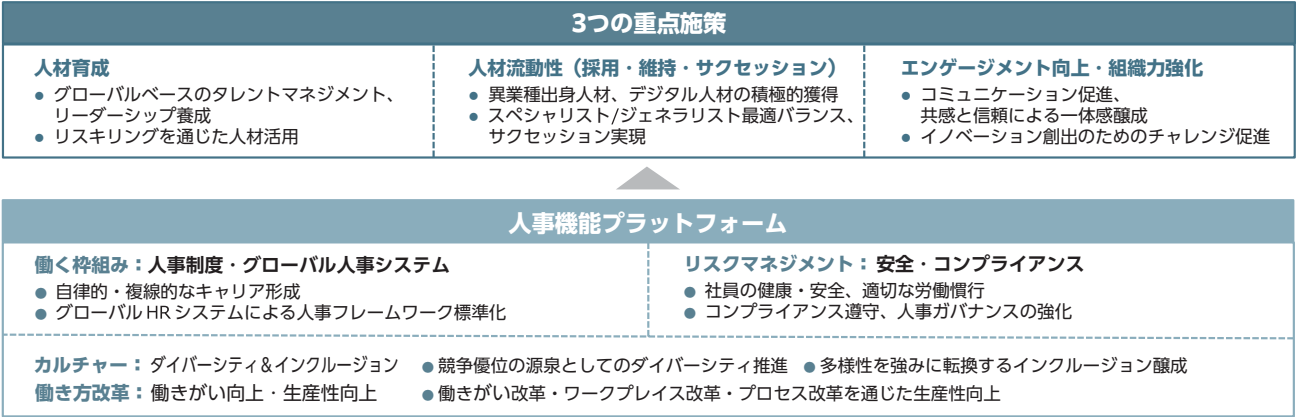 3つの重点施策
人材育成
● グローバルベースのタレントマネジメント、
リーダーシップ養成
● リスキリングを通じた人材活用
人材流動性（採用・維持・サクセッション）
● 異業種出身人材、デジタル人材の積極的獲得
● スペシャリスト/ジェネラリスト最適バランス、
サクセッション実現
エンゲージメント向上・組織力強化
● コミュニケーション促進、
共感と信頼による一体感醸成
● イノベーション創出のためのチャレンジ促進
人事機能プラットフォーム
働く枠組み：人事制度・グローバル人事システム
● 自律的・複線的なキャリア形成
● グローバル HR システムによる人事フレームワーク標準化
リスクマネジメント： 安全・コンプライアンス
● 社員の健康・安全、適切な労働慣行
● コンプライアンス遵守、人事ガバナンスの強化
カルチャー： ダイバーシティ＆インクルージョン ●競争優位の源泉としてのダイバーシティ推進 ●多様性を強みに転換するインクルージョン醸成
働き方改革： 働きがい向上・生産性向上 ●働きがい改革・ワークプレイス改革・プロセス改革を通じた生産性向上